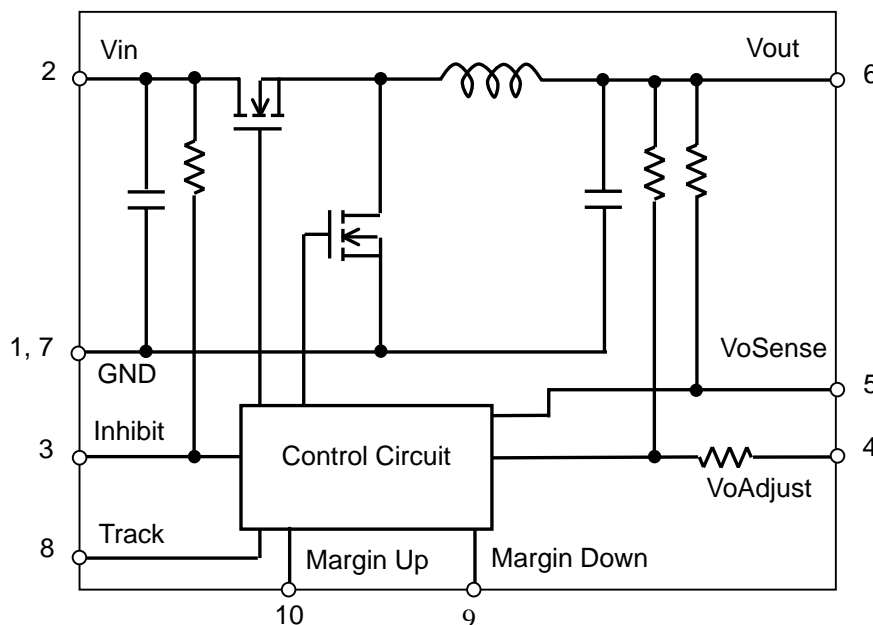 Vin
Vout
2
6
1, 7
GND
VoSense
5
Inhibit
3
Control Circuit
4
VoAdjust
Track
8
Margin Up
Margin Down
10
9